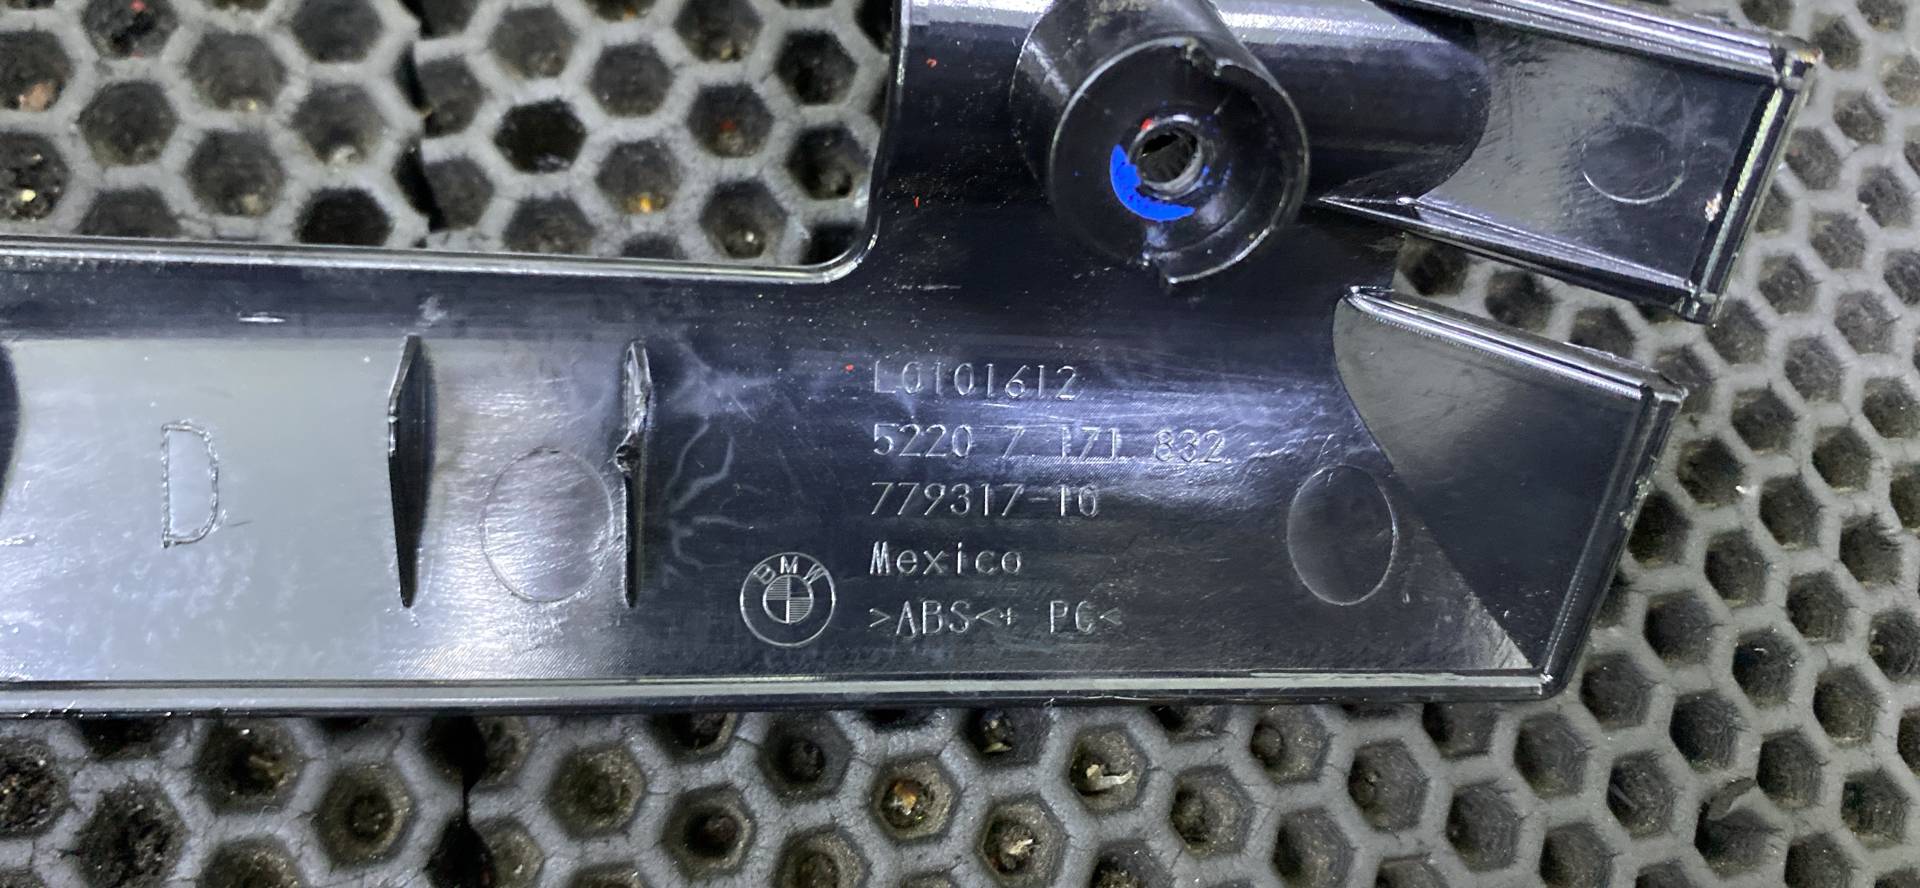 L0101612
5220 7 171 832
779317-10
Mexico
BMW
>ABS<+ PC<
D